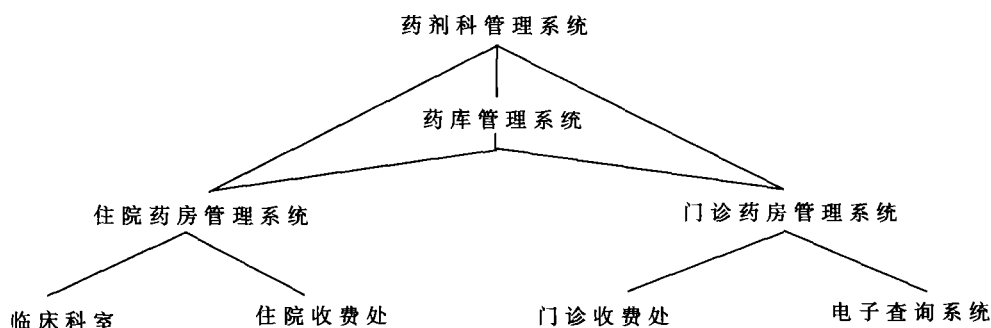 药剂科管理系统
药库管理系统
住院药房管理系统
门诊药房管理系统
临床科室
住院收费处
门诊收费处
电子查询系统